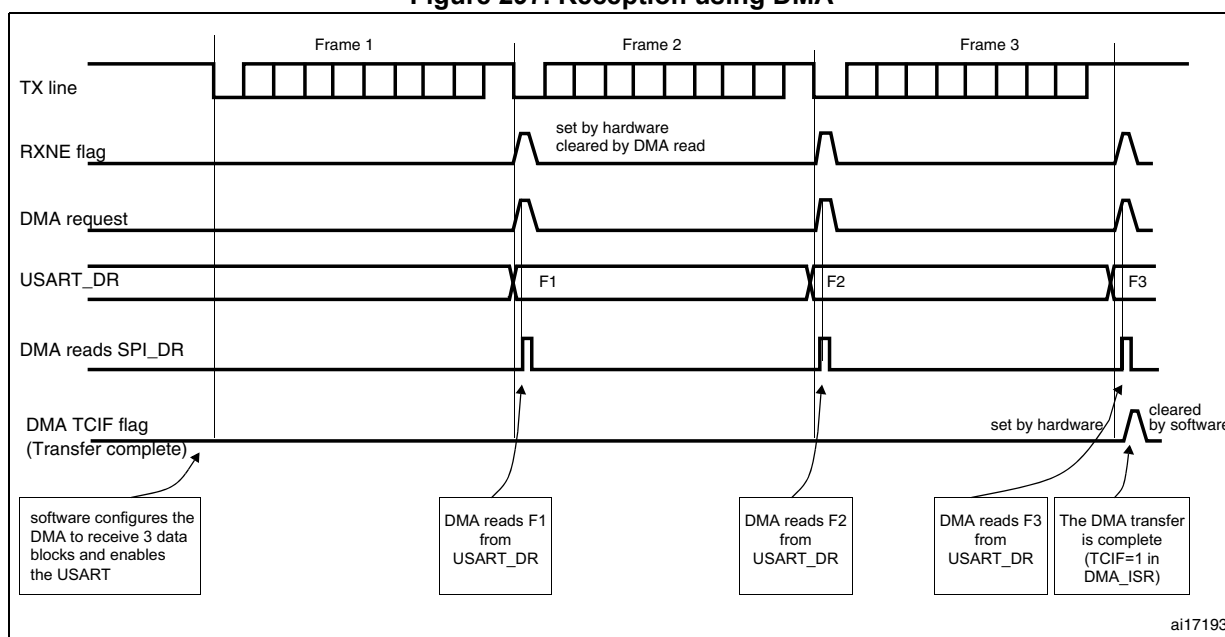 Figure 297. Reception using DMA
Frame 1
Frame 2
Frame 3
TX line
RXNE flag
set by hardware
cleared by DMA read
DMA request
USART_DR
F1
F2
F3
DMA reads SPI_DR
DMA TCIF flag
(Transfer complete)
set by hardware
cleared
by software
software configures the
DMA to receive 3 data
blocks and enables
the USART
DMA reads F1
from
USART_DR
DMA reads F2
from
USART_DR
DMA reads F3
from
USART_DR
The DMA transfer
is complete
(TCIF=1 in
DMA_ISR)
ai17193